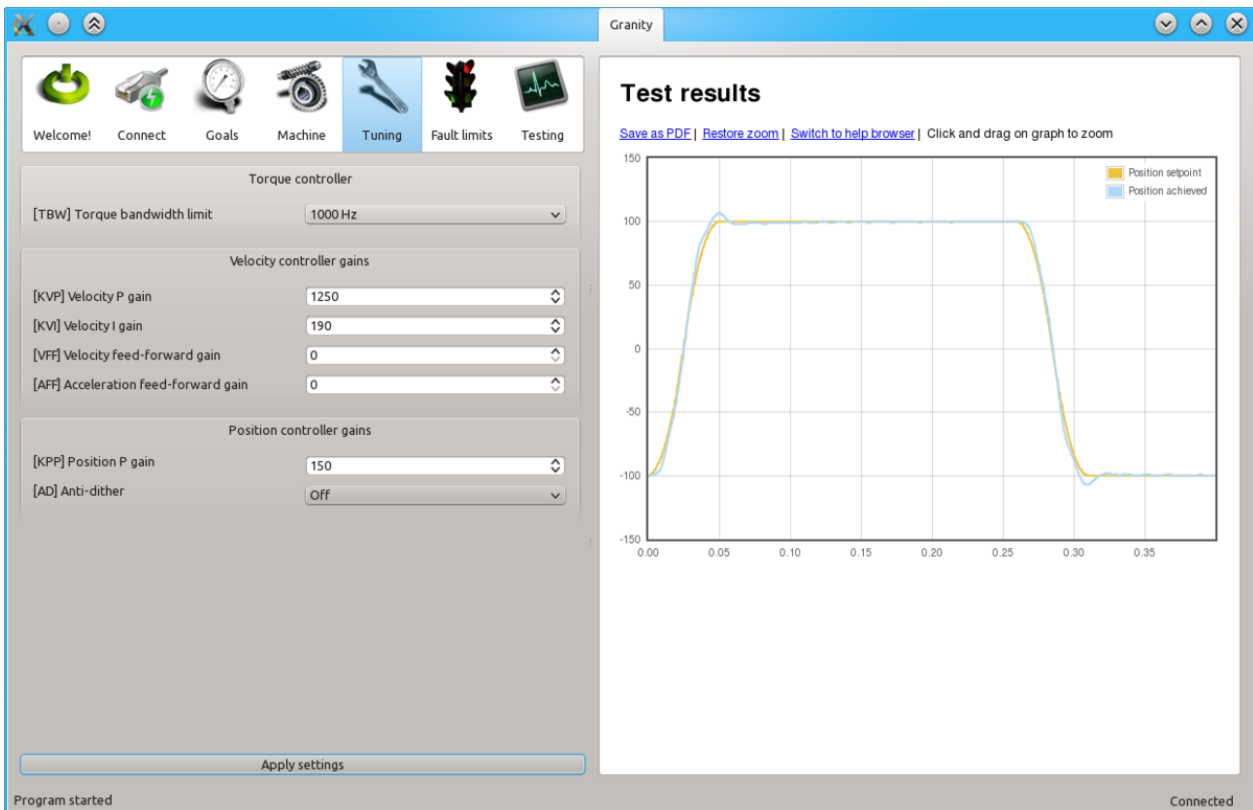 Granity
Welcome! Connect Goals Machine Tuning Fault limits Testing
Torque controller
[TBW] Torque bandwidth limit 1000 Hz
Velocity controller gains
[KVP] Velocity P gain 1250
[KVI] Velocity I gain 190
[VFF] Velocity feed-forward gain 0
[AFF] Acceleration feed-forward gain 0
Position controller gains
[KPP] Position P gain 150
[AD] Anti-dither Off
Apply settings
Test results
Save as PDF | Restore zoom | Switch to help browser | Click and drag on graph to zoom
150
Position setpoint
Position achieved
100
50
0
-50
-100
-150
0.00 0.05 0.10 0.15 0.20 0.25 0.30 0.35
Program started Connected